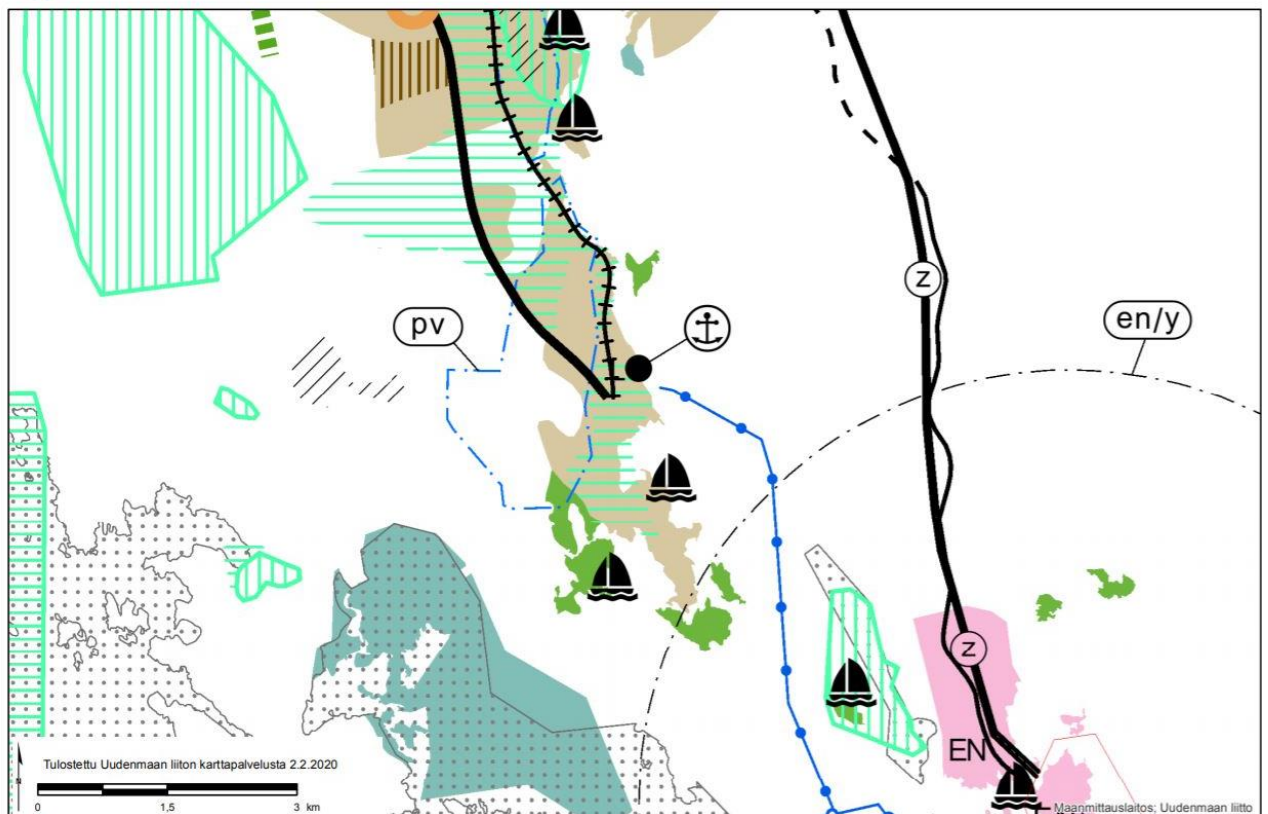 z
pv
en/y
z
EN
Tulostettu Uudenmaan liiton karttapalvelusta 2.2.2020
0 1,5 3 km
Maanmittauslaitos; Uudenmaan liitto